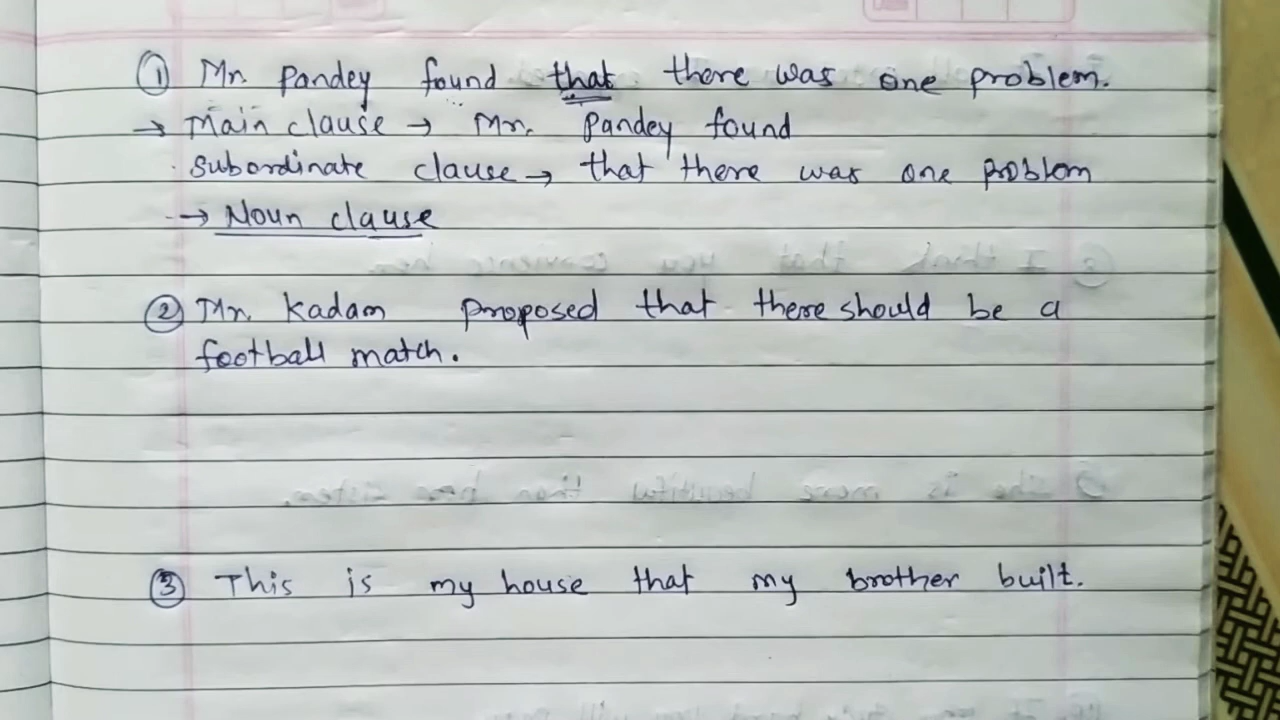 ① Mr. Pandey found that there was one problem.
→ Main clause → Mr. Pandey found
Subordinate clause → that there was one problem
→ Noun clause
② Mr. Kadam proposed that there should be a
football match.
③ This is my house that my brother built.